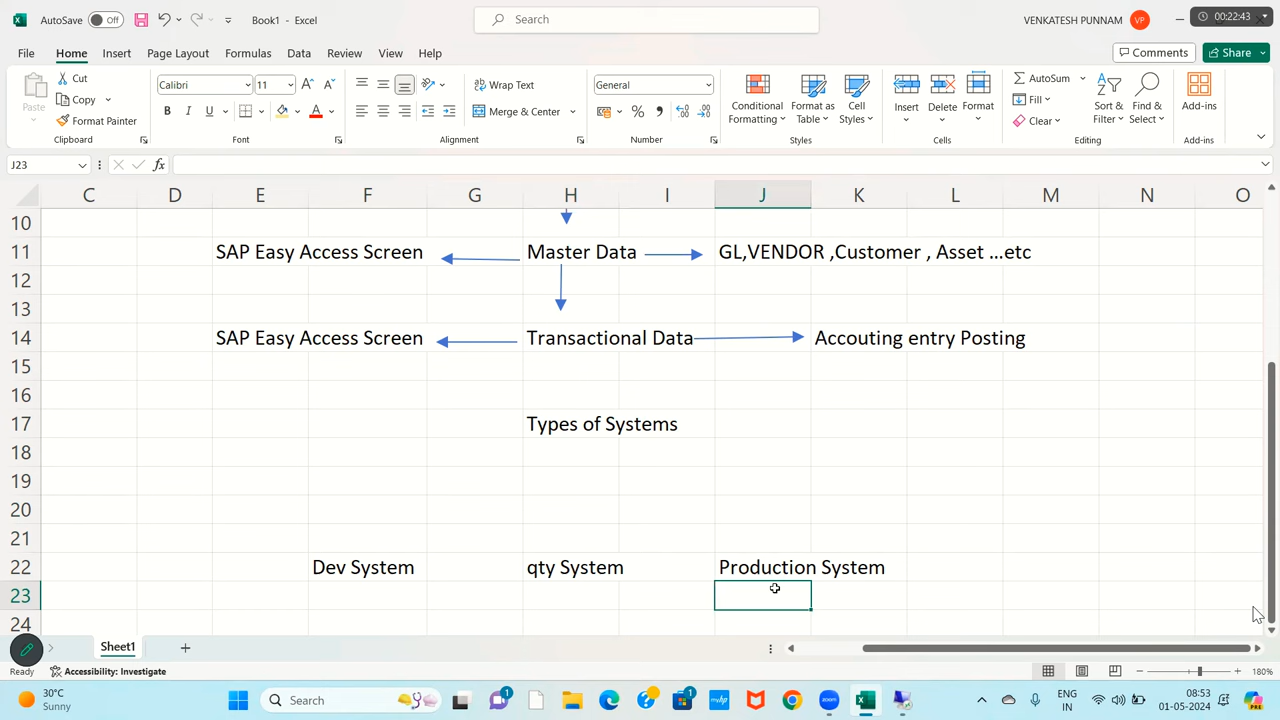 AutoSave Off Book1 - Excel Search VENKATESH PUNNAM VP 00:22:43
File Home Insert Page Layout Formulas Data Review View Help Comments Share
Paste Cut Copy Format Painter Clipboard
Calibri 11 A A B I U A Font
ab Wrap Text Merge & Center Alignment
General % , Number
Conditional Formatting Format as Table Cell Styles Styles
Insert Delete Format Cells
AutoSum Fill Clear Sort & Filter Find & Select Editing
Add-ins Add-ins
J23 fx
C D E F G H I J K L M N O
10
11 SAP Easy Access Screen Master Data GL,VENDOR ,Customer , Asset ...etc
12
13
14 SAP Easy Access Screen Transactional Data Accouting entry Posting
15
16
17 Types of Systems
18
19
20
21
22 Dev System qty System Production System
23
24
Sheet1
Ready Accessibility: Investigate 180%
30°C Sunny Search 1 1 zoom ENG IN 08:53 01-05-2024 PRE